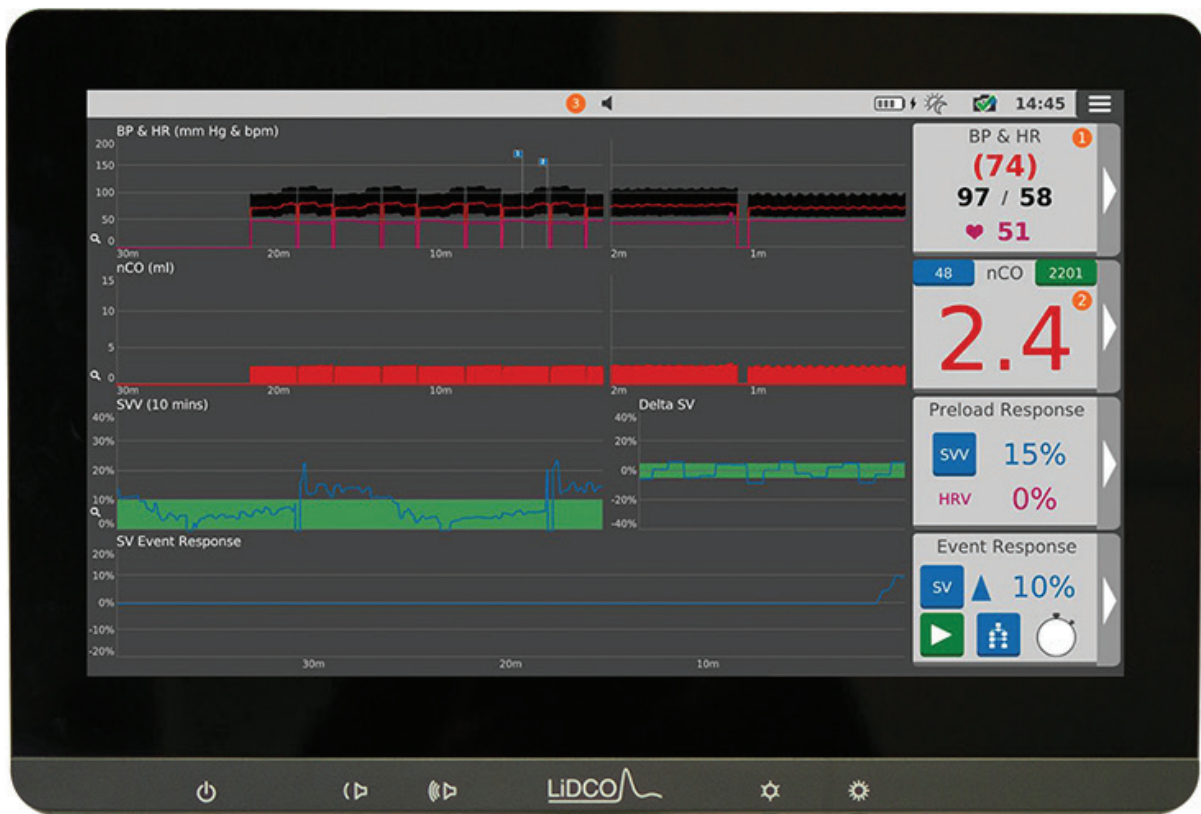 3
14:45
BP & HR (mm Hg & bpm)
200
150
100
50
0
30m 20m 10m 2m 1m
1
2
BP & HR 1
(74)
97 / 58
51
nCO (ml)
15
10
5
0
30m 20m 10m 2m 1m
48 nCO 2201
2
2.4
SVV (10 mins)
40%
30%
20%
10%
0%
Delta SV
40%
20%
0%
-20%
-40%
Preload Response
SVV 15%
HRV 0%
SV Event Response
20%
10%
0%
-10%
-20%
30m 20m 10m
Event Response
SV 10%
LiDCO